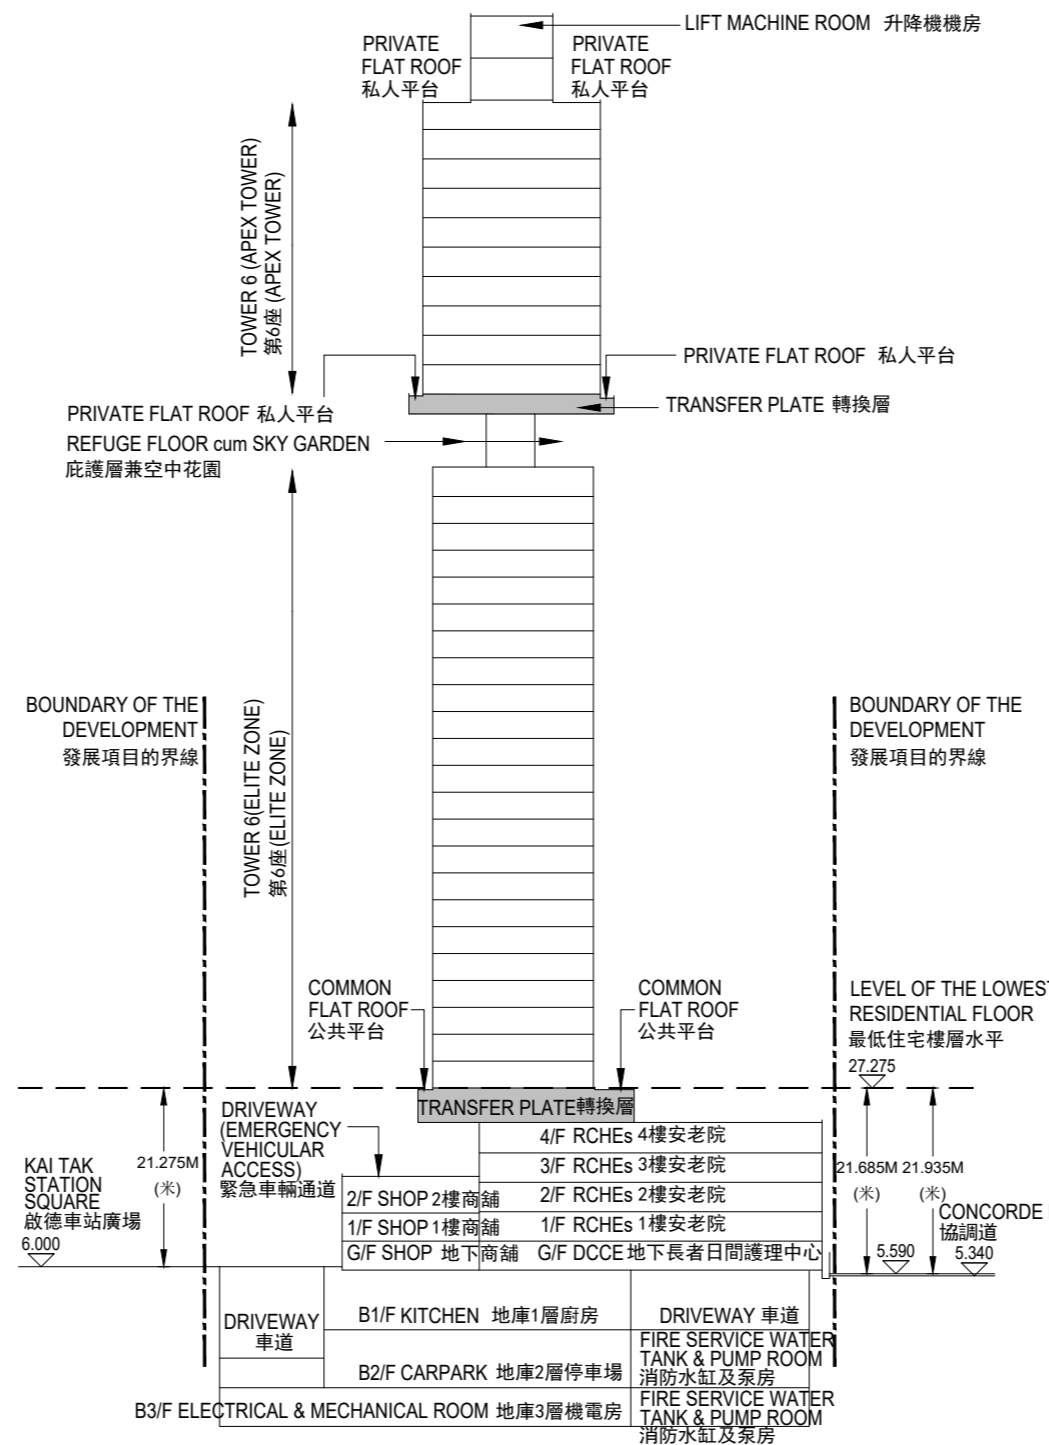 LIFT MACHINE ROOM 升降機機房
PRIVATE
FLAT ROOF
私人平台
PRIVATE
FLAT ROOF
私人平台
TOWER 6 (APEX TOWER)
第6座 (APEX TOWER)
PRIVATE FLAT ROOF 私人平台
PRIVATE FLAT ROOF 私人平台
TRANSFER PLATE 轉換層
REFUGE FLOOR cum SKY GARDEN
庇護層兼空中花園
BOUNDARY OF THE
DEVELOPMENT
發展項目的界線
BOUNDARY OF THE
DEVELOPMENT
發展項目的界線
TOWER 6(ELITE ZONE)
第6座(ELITE ZONE)
COMMON
FLAT ROOF
公共平台
COMMON
FLAT ROOF
公共平台
LEVEL OF THE LOWEST
RESIDENTIAL FLOOR
最低住宅樓層水平
27.275
TRANSFER PLATE轉換層
DRIVEWAY
(EMERGENCY
VEHICULAR
ACCESS)
緊急車輛通道
4/F RCHEs 4樓安老院
3/F RCHEs 3樓安老院
2/F SHOP 2樓商舖
2/F RCHEs 2樓安老院
1/F SHOP 1樓商舖
1/F RCHEs 1樓安老院
G/F SHOP 地下商舖
G/F DCCE 地下長者日間護理中心
KAI TAK
STATION
SQUARE
啟德車站廣場
6.000
21.275M
(米)
21.685M
(米)
21.935M
(米)
CONCORDE
協調道
5.590
5.340
DRIVEWAY
車道
B1/F KITCHEN 地庫1層廚房
DRIVEWAY 車道
B2/F CARPARK 地庫2層停車場
FIRE SERVICE WATER
TANK & PUMP ROOM
消防水缸及泵房
B3/F ELECTRICAL & MECHANICAL ROOM 地庫3層機電房
FIRE SERVICE WATER
TANK & PUMP ROOM
消防水缸及泵房